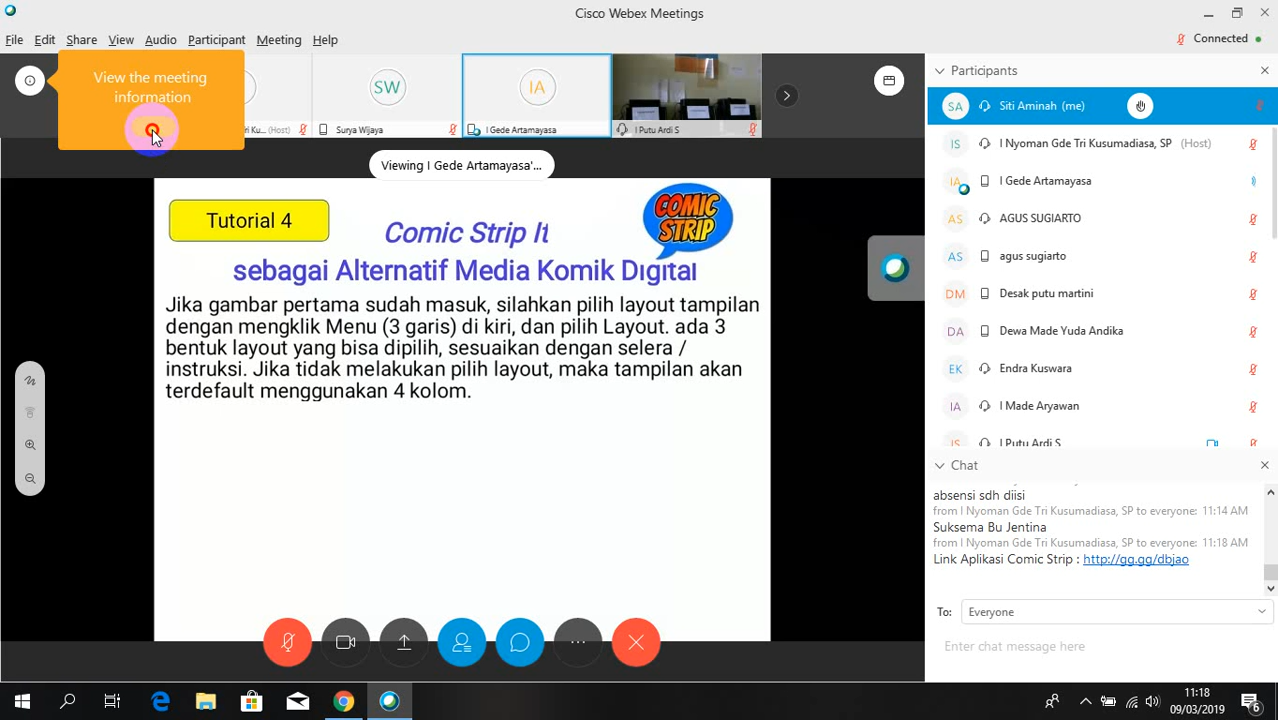 Cisco Webex Meetings
File Edit Share View Audio Participant Meeting Help
Connected
View the meeting
information
SW
IA
Ku... (Host)
Surya Wijaya
I Gede Artamayasa
I Putu Ardi S
Viewing I Gede Artamayasa'...
Tutorial 4
Comic Strip It
COMIC
STRIP
sebagai Alternatif Media Komik Digital
Jika gambar pertama sudah masuk, silahkan pilih layout tampilan
dengan mengklik Menu (3 garis) di kiri, dan pilih Layout. ada 3
bentuk layout yang bisa dipilih, sesuaikan dengan selera /
instruksi. Jika tidak melakukan pilih layout, maka tampilan akan
terdefault menggunakan 4 kolom.
Participants
SA Siti Aminah (me)
IS I Nyoman Gde Tri Kusumadiasa, SP (Host)
IA I Gede Artamayasa
AS AGUS SUGIARTO
AS agus sugiarto
DM Desak putu martini
DA Dewa Made Yuda Andika
EK Endra Kuswara
IA I Made Aryawan
IS I Putu Ardi S
Chat
absensi sdh diisi
from I Nyoman Gde Tri Kusumadiasa, SP to everyone: 11:14 AM
Suksema Bu Jentina
from I Nyoman Gde Tri Kusumadiasa, SP to everyone: 11:18 AM
Link Aplikasi Comic Strip : http://gg.gg/dbjao
To: Everyone
Enter chat message here
11:18
09/03/2019
6